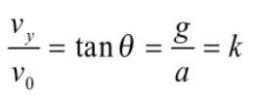 v_y / v_0 = tan θ = g / a = k